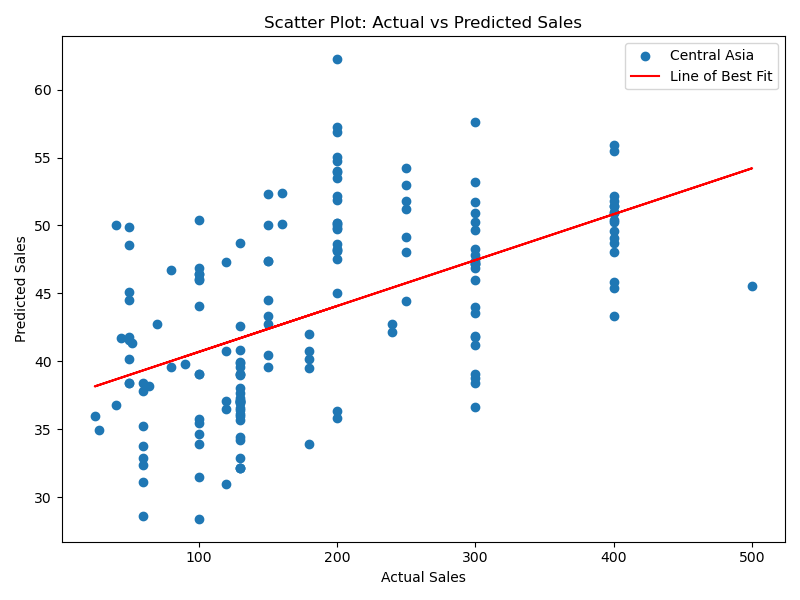 Scatter Plot: Actual vs Predicted Sales
Central Asia
Line of Best Fit
Predicted Sales
60
55
50
45
40
35
30
100 200 300 400 500
Actual Sales